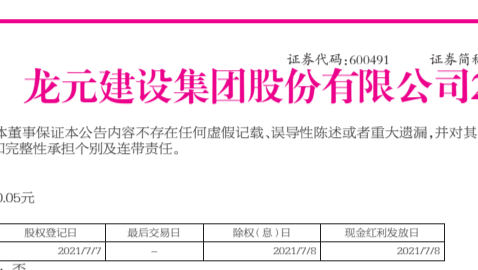 证券代码:600491 证券简称
龙元建设集团股份有限公司2
本董事保证本公告内容不存在任何虚假记载、误导性陈述或者重大遗漏,并对其
和完整性承担个别及连带责任。
0.05元
股权登记日 最后交易日 除权(息)日 现金红利发放日
2021/7/7 － 2021/7/8 2021/7/8
：否